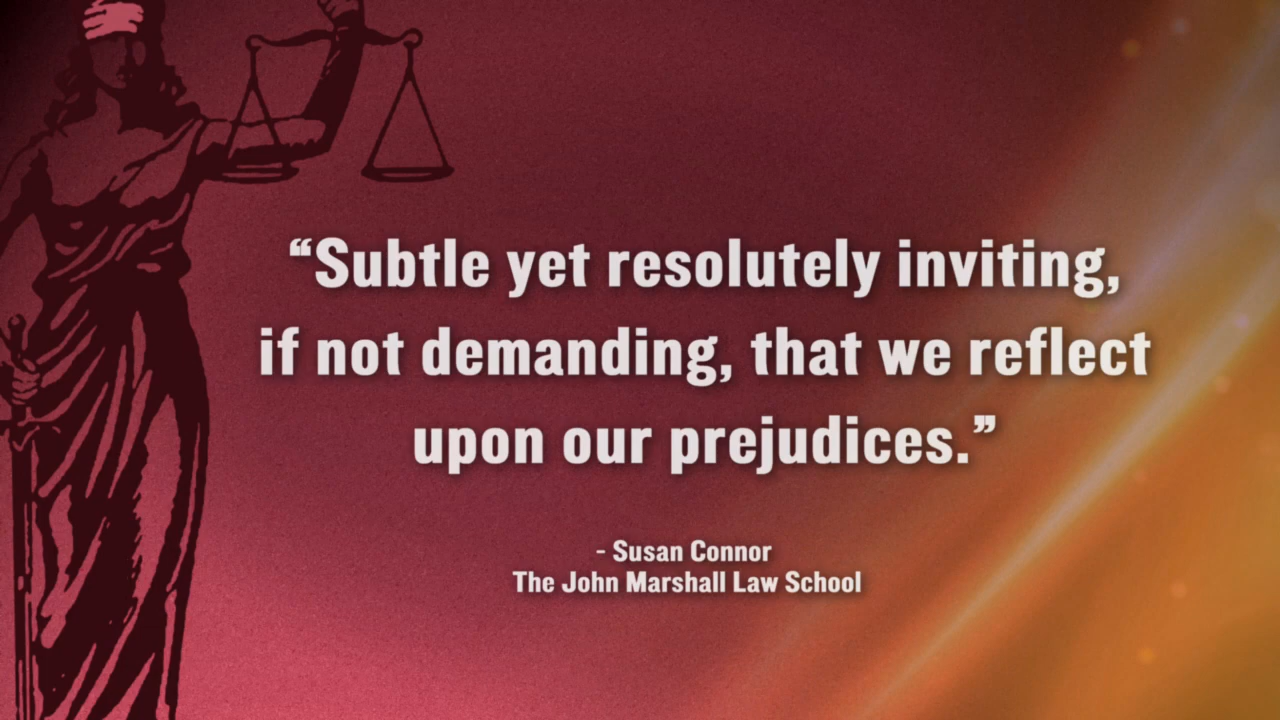 “Subtle yet resolutely inviting,
if not demanding, that we reflect
upon our prejudices.”
- Susan Connor
The John Marshall Law School